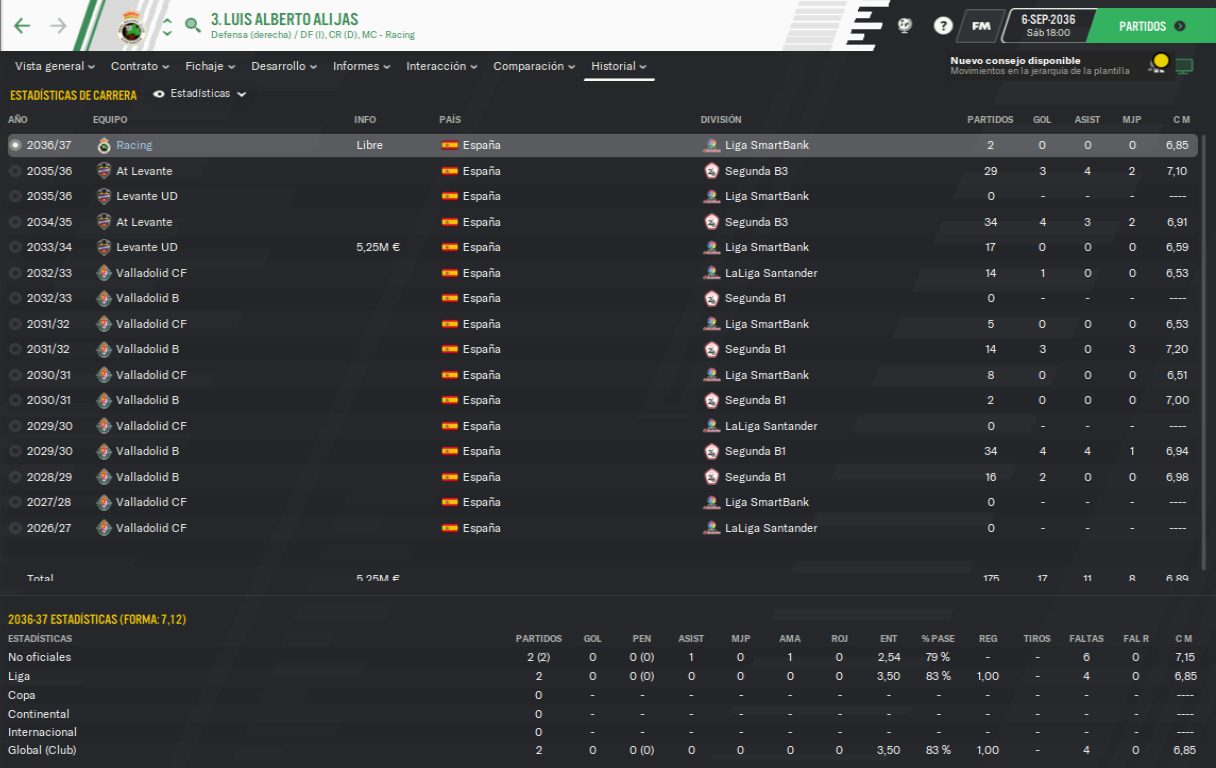 3. LUIS ALBERTO ALIJAS
Defensa (derecha) / DF (I), CR (D), MC - Racing
? FM 6-SEP-2036 PARTIDOS
Sáb 18:00
Vista general Contrato Fichaje Desarrollo Informes Interacción Comparación Historial
Nuevo consejo disponible
Movimientos en la jerarquía de la plantilla
ESTADÍSTICAS DE CARRERA Estadísticas
AÑO EQUIPO INFO PAÍS DIVISIÓN PARTIDOS GOL ASIST MJP C M
2036/37 Racing Libre España Liga SmartBank 2 0 0 0 6,85
2035/36 At Levante España Segunda B3 29 3 4 2 7,10
2035/36 Levante UD España Liga SmartBank 0 - - - ----
2034/35 At Levante España Segunda B3 34 4 3 2 6,91
2033/34 Levante UD 5,25M € España Liga SmartBank 17 0 0 0 6,59
2032/33 Valladolid CF España LaLiga Santander 14 1 0 0 6,53
2032/33 Valladolid B España Segunda B1 0 - - - ----
2031/32 Valladolid CF España Liga SmartBank 5 0 0 0 6,53
2031/32 Valladolid B España Segunda B1 14 3 0 3 7,20
2030/31 Valladolid CF España Liga SmartBank 8 0 0 0 6,51
2030/31 Valladolid B España Segunda B1 2 0 0 0 7,00
2029/30 Valladolid CF España LaLiga Santander 0 - - - ----
2029/30 Valladolid B España Segunda B1 34 4 4 1 6,94
2028/29 Valladolid B España Segunda B1 16 2 0 0 6,98
2027/28 Valladolid CF España Liga SmartBank 0 - - - ----
2026/27 Valladolid CF España LaLiga Santander 0 - - - ----
Total 5,25M € 175 17 11 8 6,89
2036-37 ESTADÍSTICAS (FORMA: 7,12)
ESTADÍSTICAS PARTIDOS GOL PEN ASIST MJP AMA ROJ ENT % PASE REG TIROS FALTAS FAL R C M
No oficiales 2 (2) 0 0 (0) 1 0 1 0 2,54 79 % - - 6 0 7,15
Liga 2 0 0 (0) 0 0 0 0 3,50 83 % 1,00 - 4 0 6,85
Copa 0 - - - - - - - - - - - - ----
Continental 0 - - - - - - - - - - - - ----
Internacional 0 - - - - - - - - - - - - ----
Global (Club) 2 0 0 (0) 0 0 0 0 3,50 83 % 1,00 - 4 0 6,85